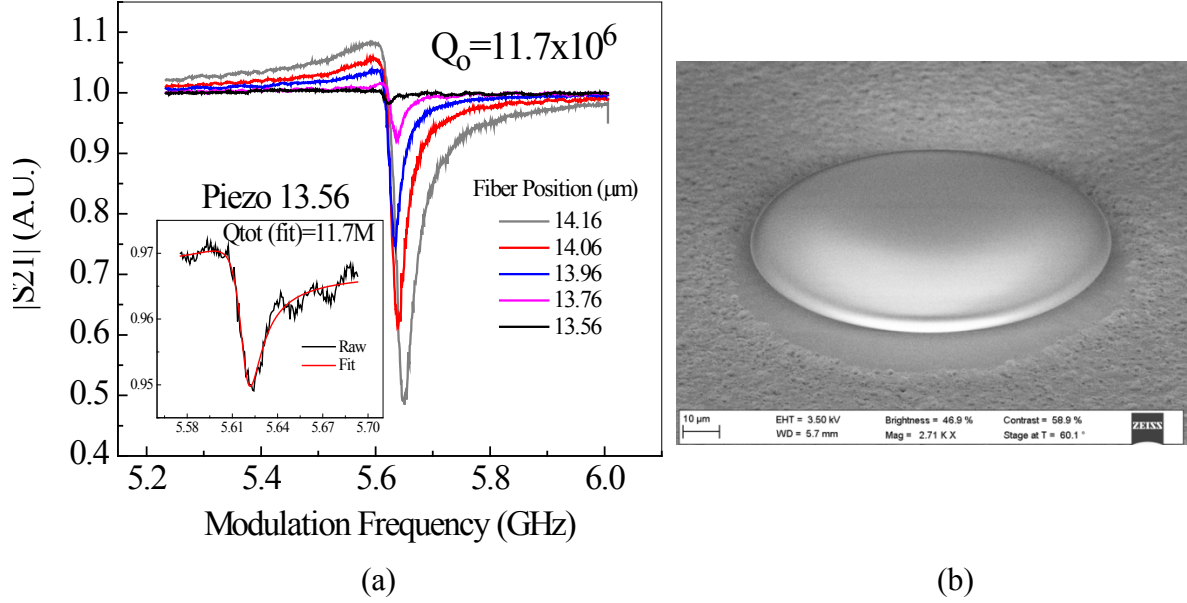 Qo=11.7x10⁶
1.1
1.0
0.9
0.8
0.7
0.6
0.5
0.4
|S21| (A.U.)
5.2
5.4
5.6
5.8
6.0
Modulation Frequency (GHz)
Fiber Position (μm)
14.16
14.06
13.96
13.76
13.56
Piezo 13.56
Qtot (fit)=11.7M
0.97
0.96
0.95
Raw
Fit
5.58
5.61
5.64
5.67
5.70
(a)
10 μm
EHT = 3.50 kV
Brightness = 46.9 %
Contrast = 58.9 %
WD = 5.7 mm
Mag = 2.71 K X
Stage at T = 60.1 °
ZEISS
(b)